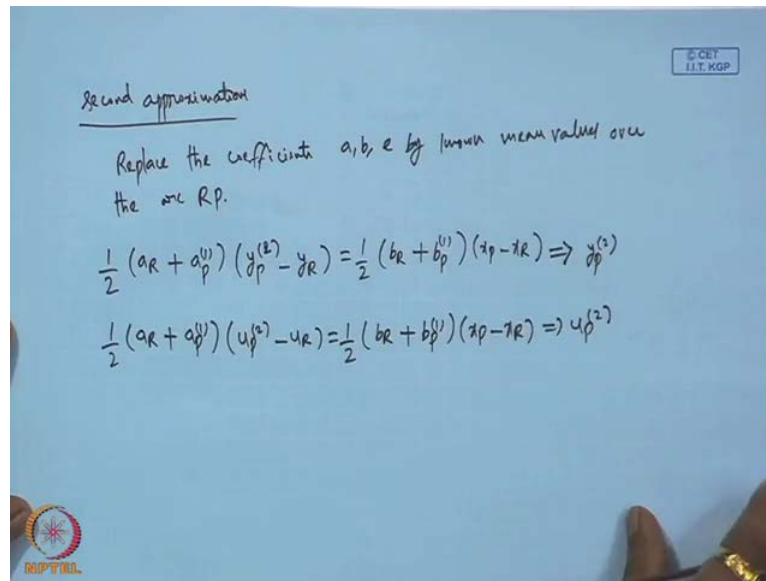 © CET
I.I.T. KGP
Second approximation
Replace the coefficients a, b, e by known mean values over
the arc RP.
1/2 (a_R + a_P^(1)) (y_P^(2) - y_R) = 1/2 (b_R + b_P^(1)) (x_P - x_R) ⇒ y_P^(2)
1/2 (a_R + a_P^(1)) (u_P^(2) - u_R) = 1/2 (b_R + b_P^(1)) (x_P - x_R) ⇒ u_P^(2)
NPTEL